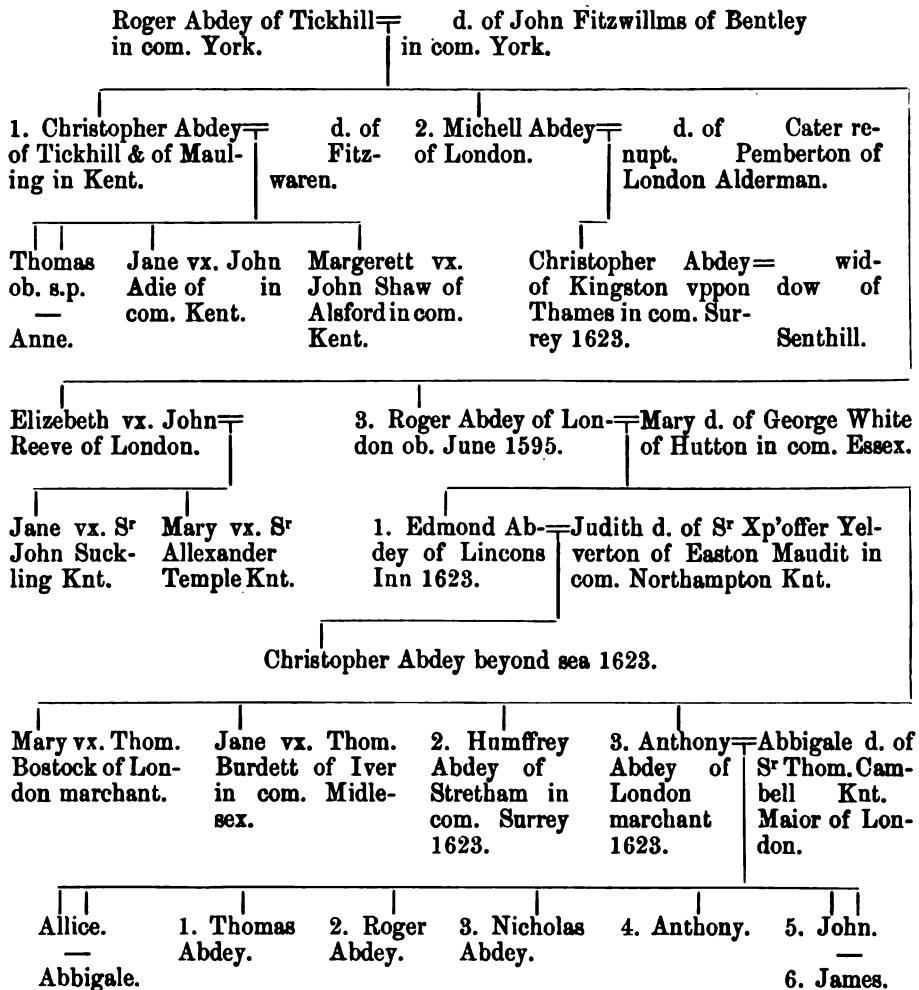 Roger Abdey of Tickhill= d. of John Fitzwillms of Bentley
in com. York. in com. York.
1. Christopher Abdey= d. of
of Tickhill & of Maul- Fitz-
ing in Kent. waren.
2. Michell Abdey= d. of Cater re-
of London. nupt. Pemberton of
London Alderman.
Thomas
ob. s.p.
—
Anne.
Jane vx. John
Adie of in
com. Kent.
Margerett vx.
John Shaw of
Alsford in com.
Kent.
Christopher Abdey= wid-
of Kingston vppon dow of
Thames in com. Sur-
rey 1623. Senthill.
Elizebeth vx. John=
Reeve of London.
3. Roger Abdey of Lon-=Mary d. of George White
don ob. June 1595. of Hutton in com. Essex.
Jane vx. Sr
John Suck-
ling Knt.
Mary vx. Sr
Allexander
Temple Knt.
1. Edmond Ab-=Judith d. of Sr Xp'offer Yel-
dey of Lincons verton of Easton Maudit in
Inn 1623. com. Northampton Knt.
Christopher Abdey beyond sea 1623.
Mary vx. Thom.
Bostock of Lon-
don marchant.
Jane vx. Thom.
Burdett of Iver
in com. Midle-
sex.
2. Humffrey
Abdey of
Stretham in
com. Surrey
1623.
3. Anthony=Abbigale d. of
Abdey of Sr Thom. Cam-
London bell Knt.
marchant Maior of Lon-
1623. don.
Allice.
—
Abbigale.
1. Thomas
Abdey.
2. Roger
Abdey.
3. Nicholas
Abdey.
4. Anthony.
5. John.
—
6. James.